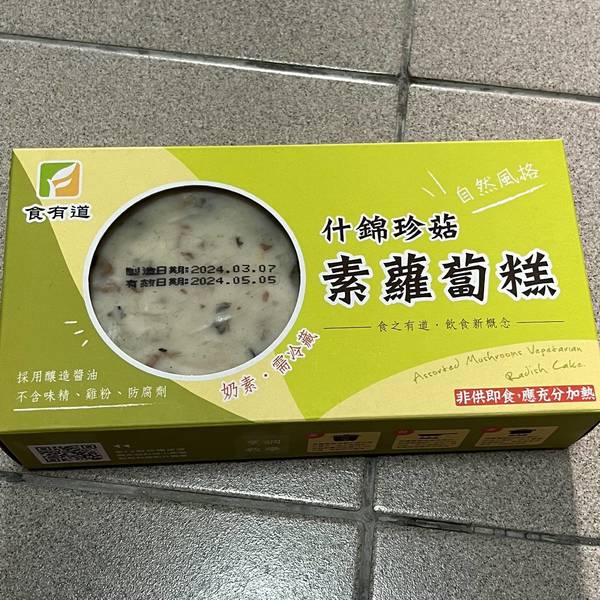 食有道
自然風格
什錦珍菇
素蘿蔔糕
製造日期:2024.03.07
有效日期:2024.05.05
食之有道·飲食新概念
Assorted Mushrooms Vegetarian
Radish Cake.
奶素·需冷藏
採用釀造醬油
不含味精、雞粉、防腐劑
非供即食,應充分加熱